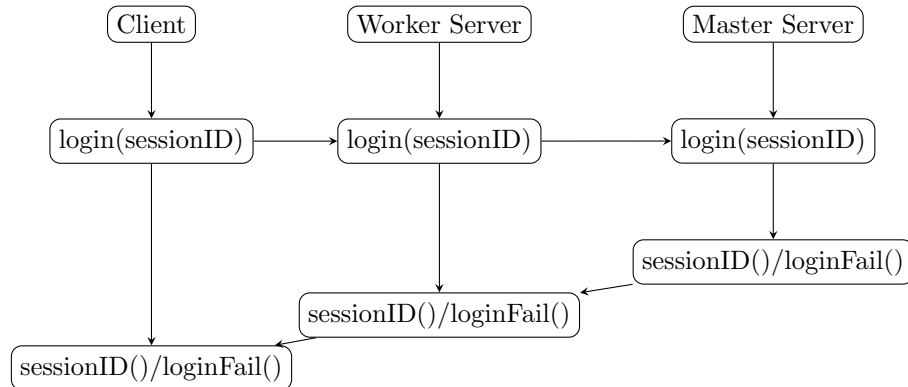 Client
Worker Server
Master Server
login(sessionID)
login(sessionID)
login(sessionID)
sessionID()/loginFail()
sessionID()/loginFail()
sessionID()/loginFail()